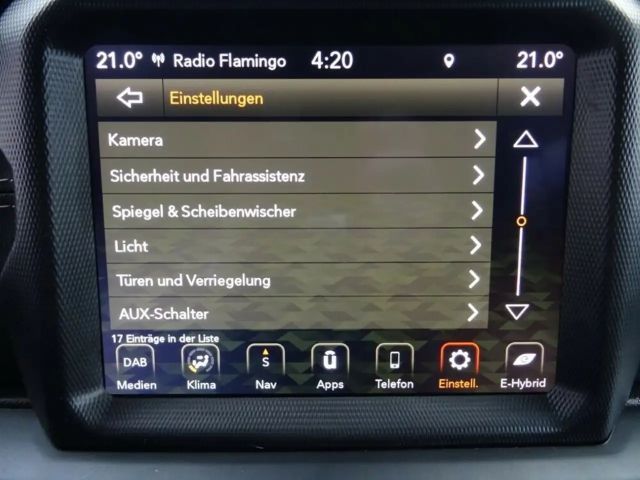 21.0° Radio Flamingo 4:20 21.0°
Einstellungen
Kamera
Sicherheit und Fahrassistenz
Spiegel & Scheibenwischer
Licht
Türen und Verriegelung
AUX-Schalter
17 Einträge in der Liste
DAB S
Medien Klima Nav Apps Telefon Einstell. E-Hybrid